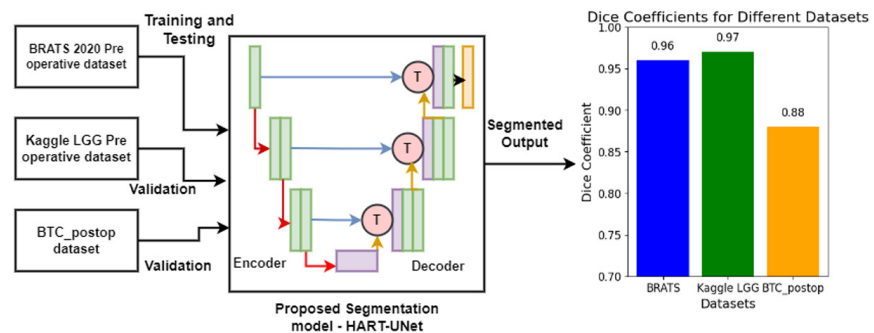 Training and
Testing
BRATS 2020 Pre
operative dataset
Kaggle LGG Pre
operative dataset
Validation
BTC_postop
dataset
Validation
T
T
T
Encoder
Decoder
Proposed Segmentation
model - HART-UNet
Segmented
Output
Dice Coefficients for Different Datasets
1.00
0.95
0.90
0.85
0.80
0.75
0.70
Dice Coefficient
0.96
0.97
0.88
BRATS
Kaggle LGG
BTC_postop
Datasets